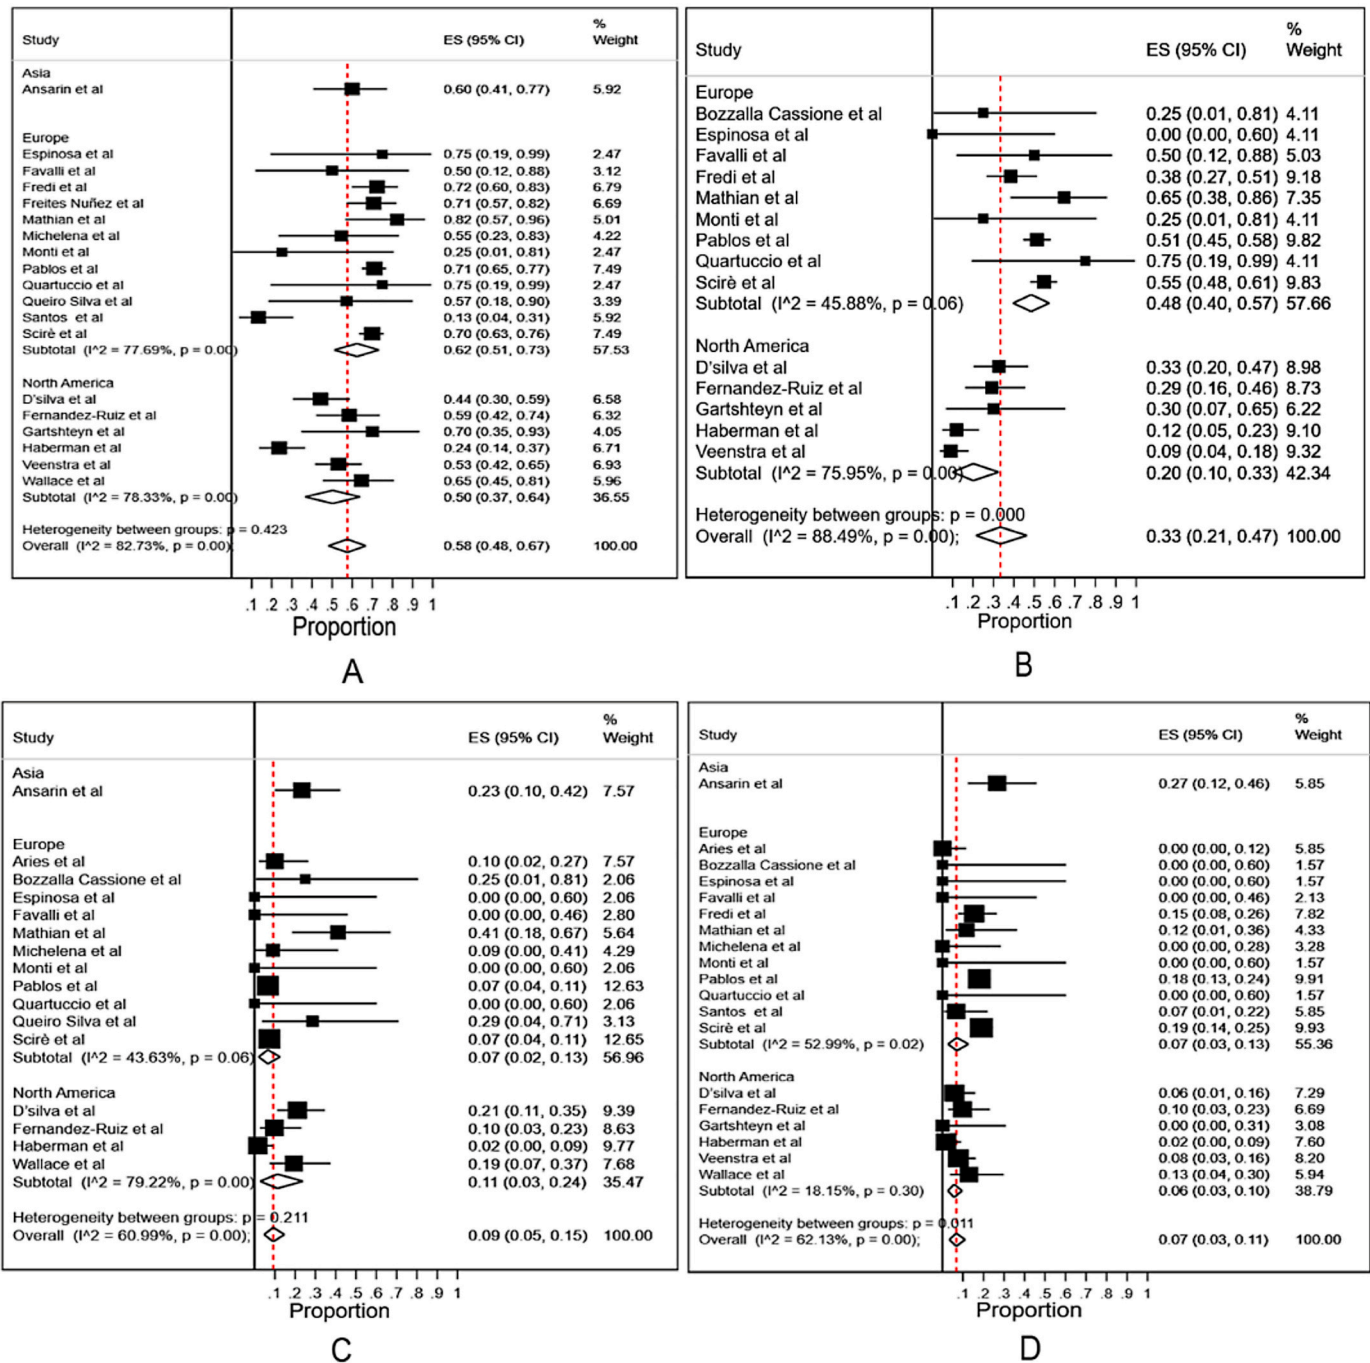 Study ES (95% CI) % Weight
Asia
Ansarin et al 0.60 (0.41, 0.77) 5.92
Europe
Espinosa et al 0.75 (0.19, 0.99) 2.47
Favalli et al 0.50 (0.12, 0.88) 3.12
Fredi et al 0.72 (0.60, 0.83) 6.79
Freites Nuñez et al 0.71 (0.57, 0.82) 6.69
Mathian et al 0.82 (0.57, 0.96) 5.01
Michelena et al 0.55 (0.23, 0.83) 4.22
Monti et al 0.25 (0.01, 0.81) 2.47
Pablos et al 0.71 (0.65, 0.77) 7.49
Quartuccio et al 0.75 (0.19, 0.99) 2.47
Queiro Silva et al 0.57 (0.18, 0.90) 3.39
Santos et al 0.13 (0.04, 0.31) 5.92
Scirè et al 0.70 (0.63, 0.76) 7.49
Subtotal (I^2 = 77.69%, p = 0.00) 0.62 (0.51, 0.73) 57.53
North America
D'silva et al 0.44 (0.30, 0.59) 6.58
Fernandez-Ruiz et al 0.59 (0.42, 0.74) 6.32
Gartshteyn et al 0.70 (0.35, 0.93) 4.05
Haberman et al 0.24 (0.14, 0.37) 6.71
Veenstra et al 0.53 (0.42, 0.65) 6.93
Wallace et al 0.65 (0.45, 0.81) 5.96
Subtotal (I^2 = 78.33%, p = 0.00) 0.50 (0.37, 0.64) 36.55
Heterogeneity between groups: p = 0.423
Overall (I^2 = 82.73%, p = 0.00); 0.58 (0.48, 0.67) 100.00
.1 .2 .3 .4 .5 .6 .7 .8 .9 1
Proportion
A
Study ES (95% CI) % Weight
Europe
Bozzalla Cassione et al 0.25 (0.01, 0.81) 4.11
Espinosa et al 0.00 (0.00, 0.60) 4.11
Favalli et al 0.50 (0.12, 0.88) 5.03
Fredi et al 0.38 (0.27, 0.51) 9.18
Mathian et al 0.65 (0.38, 0.86) 7.35
Monti et al 0.25 (0.01, 0.81) 4.11
Pablos et al 0.51 (0.45, 0.58) 9.82
Quartuccio et al 0.75 (0.19, 0.99) 4.11
Scirè et al 0.55 (0.48, 0.61) 9.83
Subtotal (I^2 = 45.88%, p = 0.06) 0.48 (0.40, 0.57) 57.66
North America
D'silva et al 0.33 (0.20, 0.47) 8.98
Fernandez-Ruiz et al 0.29 (0.16, 0.46) 8.73
Gartshteyn et al 0.30 (0.07, 0.65) 6.22
Haberman et al 0.12 (0.05, 0.23) 9.10
Veenstra et al 0.09 (0.04, 0.18) 9.32
Subtotal (I^2 = 75.95%, p = 0.00) 0.20 (0.10, 0.33) 42.34
Heterogeneity between groups: p = 0.000
Overall (I^2 = 88.49%, p = 0.00); 0.33 (0.21, 0.47) 100.00
.1 .2 .3 .4 .5 .6 .7 .8 .9 1
Proportion
B
Study ES (95% CI) % Weight
Asia
Ansarin et al 0.23 (0.10, 0.42) 7.57
Europe
Aries et al 0.10 (0.02, 0.27) 7.57
Bozzalla Cassione et al 0.25 (0.01, 0.81) 2.06
Espinosa et al 0.00 (0.00, 0.60) 2.06
Favalli et al 0.00 (0.00, 0.46) 2.80
Mathian et al 0.41 (0.18, 0.67) 5.64
Michelena et al 0.09 (0.00, 0.41) 4.29
Monti et al 0.00 (0.00, 0.60) 2.06
Pablos et al 0.07 (0.04, 0.11) 12.63
Quartuccio et al 0.00 (0.00, 0.60) 2.06
Queiro Silva et al 0.29 (0.04, 0.71) 3.13
Scirè et al 0.07 (0.04, 0.11) 12.65
Subtotal (I^2 = 43.63%, p = 0.06) 0.07 (0.02, 0.13) 56.96
North America
D'silva et al 0.21 (0.11, 0.35) 9.39
Fernandez-Ruiz et al 0.10 (0.03, 0.23) 8.63
Haberman et al 0.02 (0.00, 0.09) 9.77
Wallace et al 0.19 (0.07, 0.37) 7.68
Subtotal (I^2 = 79.22%, p = 0.00) 0.11 (0.03, 0.24) 35.47
Heterogeneity between groups: p = 0.211
Overall (I^2 = 60.99%, p = 0.00); 0.09 (0.05, 0.15) 100.00
.1 .2 .3 .4 .5 .6 .7 .8 .9 1
Proportion
C
Study ES (95% CI) % Weight
Asia
Ansarin et al 0.27 (0.12, 0.46) 5.85
Europe
Aries et al 0.00 (0.00, 0.12) 5.85
Bozzalla Cassione et al 0.00 (0.00, 0.60) 1.57
Espinosa et al 0.00 (0.00, 0.60) 1.57
Favalli et al 0.00 (0.00, 0.46) 2.13
Fredi et al 0.15 (0.08, 0.26) 7.82
Mathian et al 0.12 (0.01, 0.36) 4.33
Michelena et al 0.00 (0.00, 0.28) 3.28
Monti et al 0.00 (0.00, 0.60) 1.57
Pablos et al 0.18 (0.13, 0.24) 9.91
Quartuccio et al 0.00 (0.00, 0.60) 1.57
Santos et al 0.07 (0.01, 0.22) 5.85
Scirè et al 0.19 (0.14, 0.25) 9.93
Subtotal (I^2 = 52.99%, p = 0.02) 0.07 (0.03, 0.13) 55.36
North America
D'silva et al 0.06 (0.01, 0.16) 7.29
Fernandez-Ruiz et al 0.10 (0.03, 0.23) 6.69
Gartshteyn et al 0.00 (0.00, 0.31) 3.08
Haberman et al 0.02 (0.00, 0.09) 7.60
Veenstra et al 0.08 (0.03, 0.16) 8.20
Wallace et al 0.13 (0.04, 0.30) 5.94
Subtotal (I^2 = 18.15%, p = 0.30) 0.06 (0.03, 0.10) 38.79
Heterogeneity between groups: p = 0.011
Overall (I^2 = 62.13%, p = 0.00); 0.07 (0.03, 0.11) 100.00
.1 .2 .3 .4 .5 .6 .7 .8 .9 1
Proportion
D